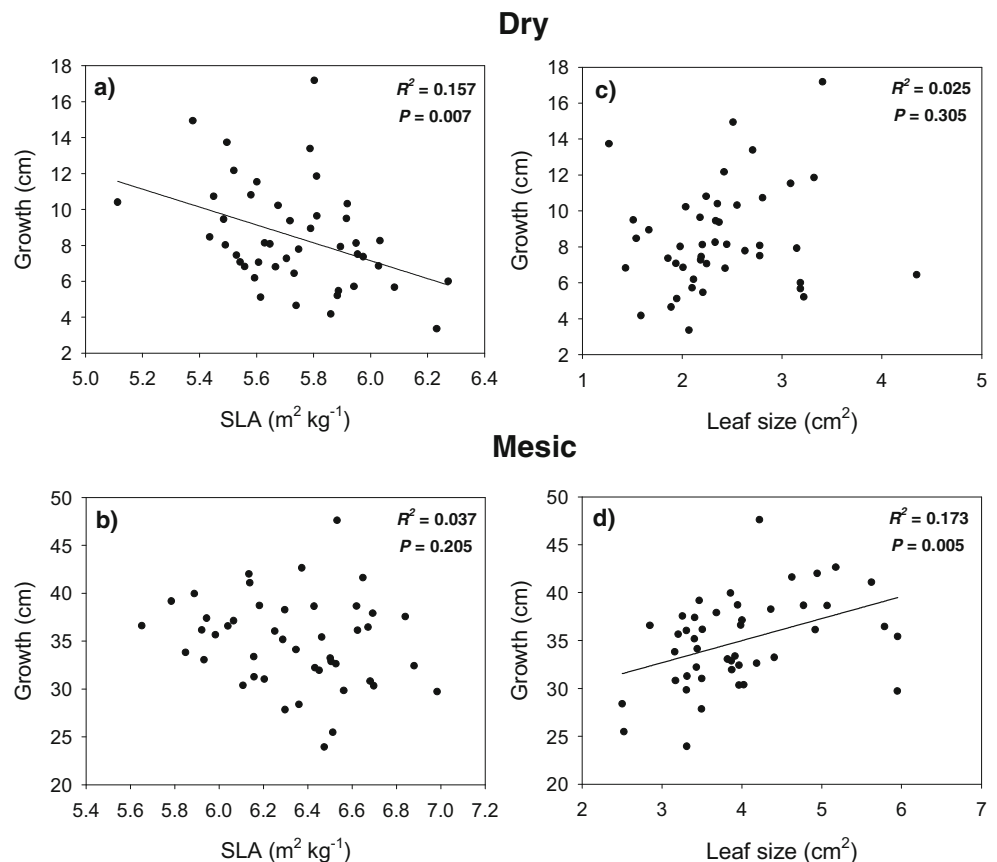 Dry
a)
R² = 0.157
P = 0.007
Growth (cm)
18
16
14
12
10
8
6
4
2
5.0 5.2 5.4 5.6 5.8 6.0 6.2 6.4
SLA (m² kg⁻¹)
c)
R² = 0.025
P = 0.305
Growth (cm)
18
16
14
12
10
8
6
4
2
1 2 3 4 5
Leaf size (cm²)
Mesic
b)
R² = 0.037
P = 0.205
Growth (cm)
50
45
40
35
30
25
20
5.4 5.6 5.8 6.0 6.2 6.4 6.6 6.8 7.0 7.2
SLA (m² kg⁻¹)
d)
R² = 0.173
P = 0.005
Growth (cm)
50
45
40
35
30
25
20
2 3 4 5 6 7
Leaf size (cm²)